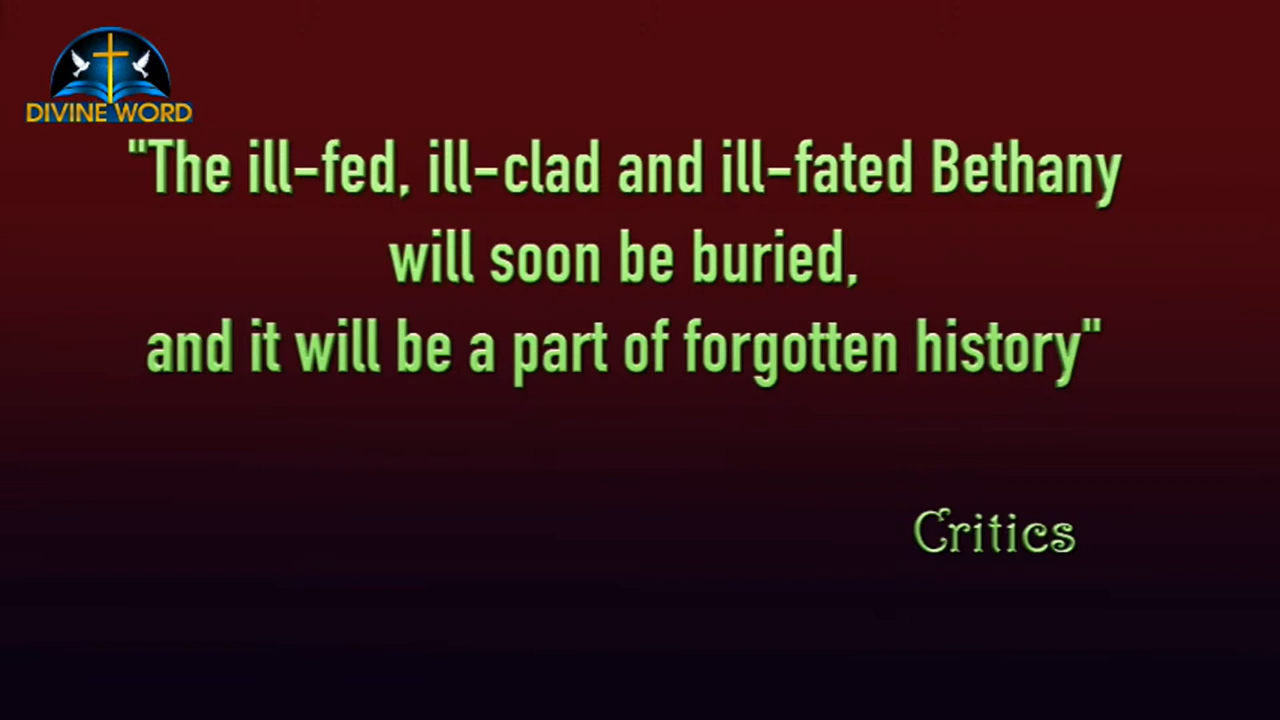 DIVINE WORD
"The ill-fed, ill-clad and ill-fated Bethany
will soon be buried,
and it will be a part of forgotten history"
Critics